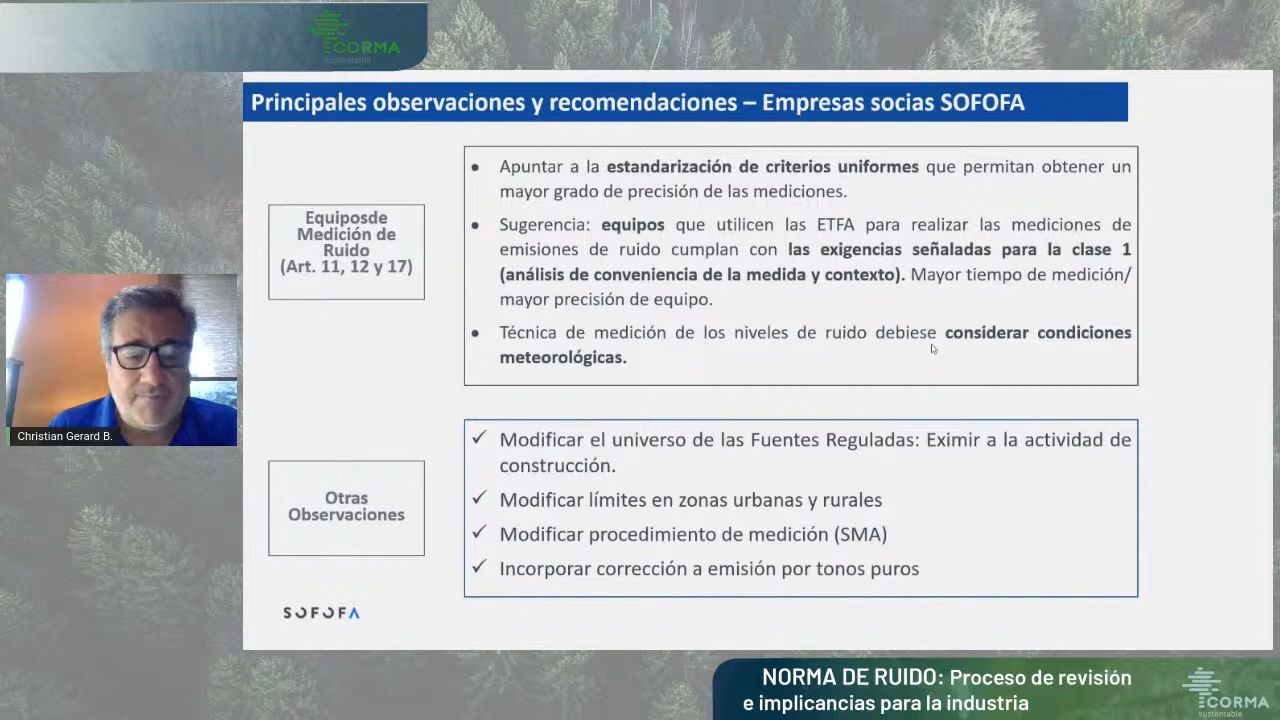 CORMA
sustentable
Principales observaciones y recomendaciones – Empresas socias SOFOFA
Equiposde
Medición de
Ruido
(Art. 11, 12 y 17)
● Apuntar a la estandarización de criterios uniformes que permitan obtener un
mayor grado de precisión de las mediciones.
● Sugerencia: equipos que utilicen las ETFA para realizar las mediciones de
emisiones de ruido cumplan con las exigencias señaladas para la clase 1
(análisis de conveniencia de la medida y contexto). Mayor tiempo de medición/
mayor precisión de equipo.
● Técnica de medición de los niveles de ruido debiese considerar condiciones
meteorológicas.
Christian Gerard B.
Otras
Observaciones
✓ Modificar el universo de las Fuentes Reguladas: Eximir a la actividad de
construcción.
✓ Modificar límites en zonas urbanas y rurales
✓ Modificar procedimiento de medición (SMA)
✓ Incorporar corrección a emisión por tonos puros
SOFOFA
NORMA DE RUIDO: Proceso de revisión
e implicancias para la industria
CORMA
sustentable